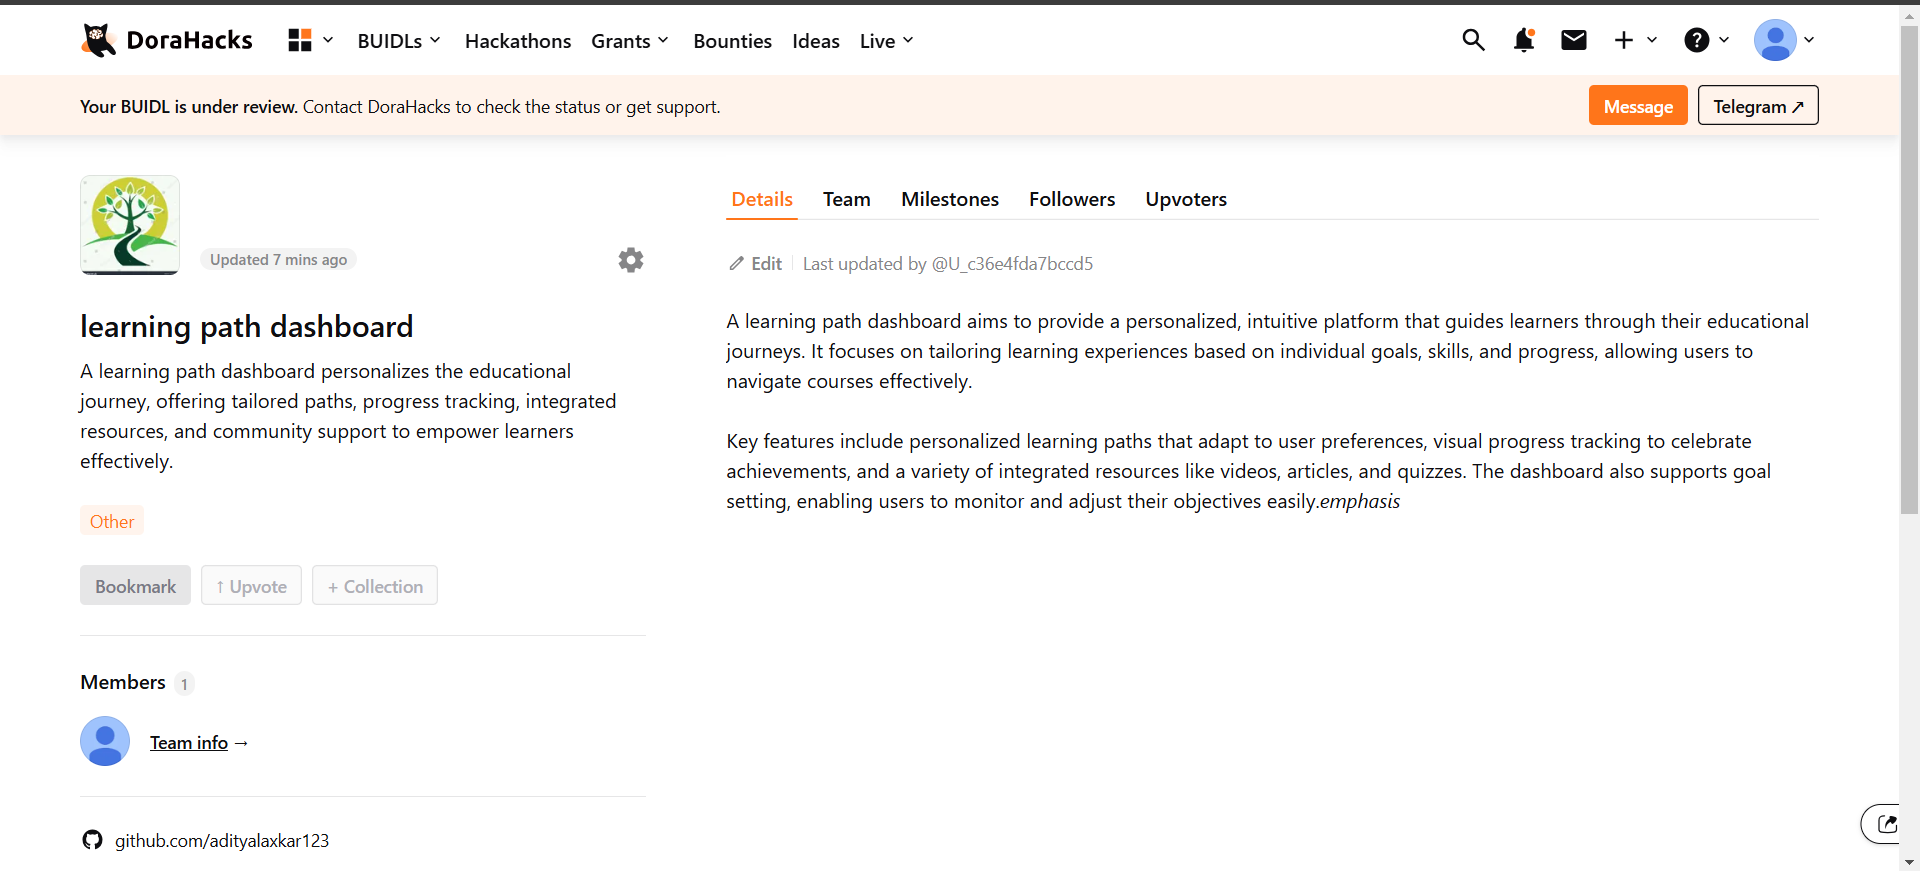 DoraHacks
BUIDLs
Hackathons
Grants
Bounties
Ideas
Live
Your BUIDL is under review. Contact DoraHacks to check the status or get support.
Message
Telegram ↗
Updated 7 mins ago
learning path dashboard
A learning path dashboard personalizes the educational
journey, offering tailored paths, progress tracking, integrated
resources, and community support to empower learners
effectively.
Other
Bookmark
↑ Upvote
+ Collection
Members 1
Team info →
github.com/adityalaxkar123
Details
Team
Milestones
Followers
Upvoters
Edit
Last updated by @U_c36e4fda7bccd5
A learning path dashboard aims to provide a personalized, intuitive platform that guides learners through their educational
journeys. It focuses on tailoring learning experiences based on individual goals, skills, and progress, allowing users to
navigate courses effectively.
Key features include personalized learning paths that adapt to user preferences, visual progress tracking to celebrate
achievements, and a variety of integrated resources like videos, articles, and quizzes. The dashboard also supports goal
setting, enabling users to monitor and adjust their objectives easily.emphasis